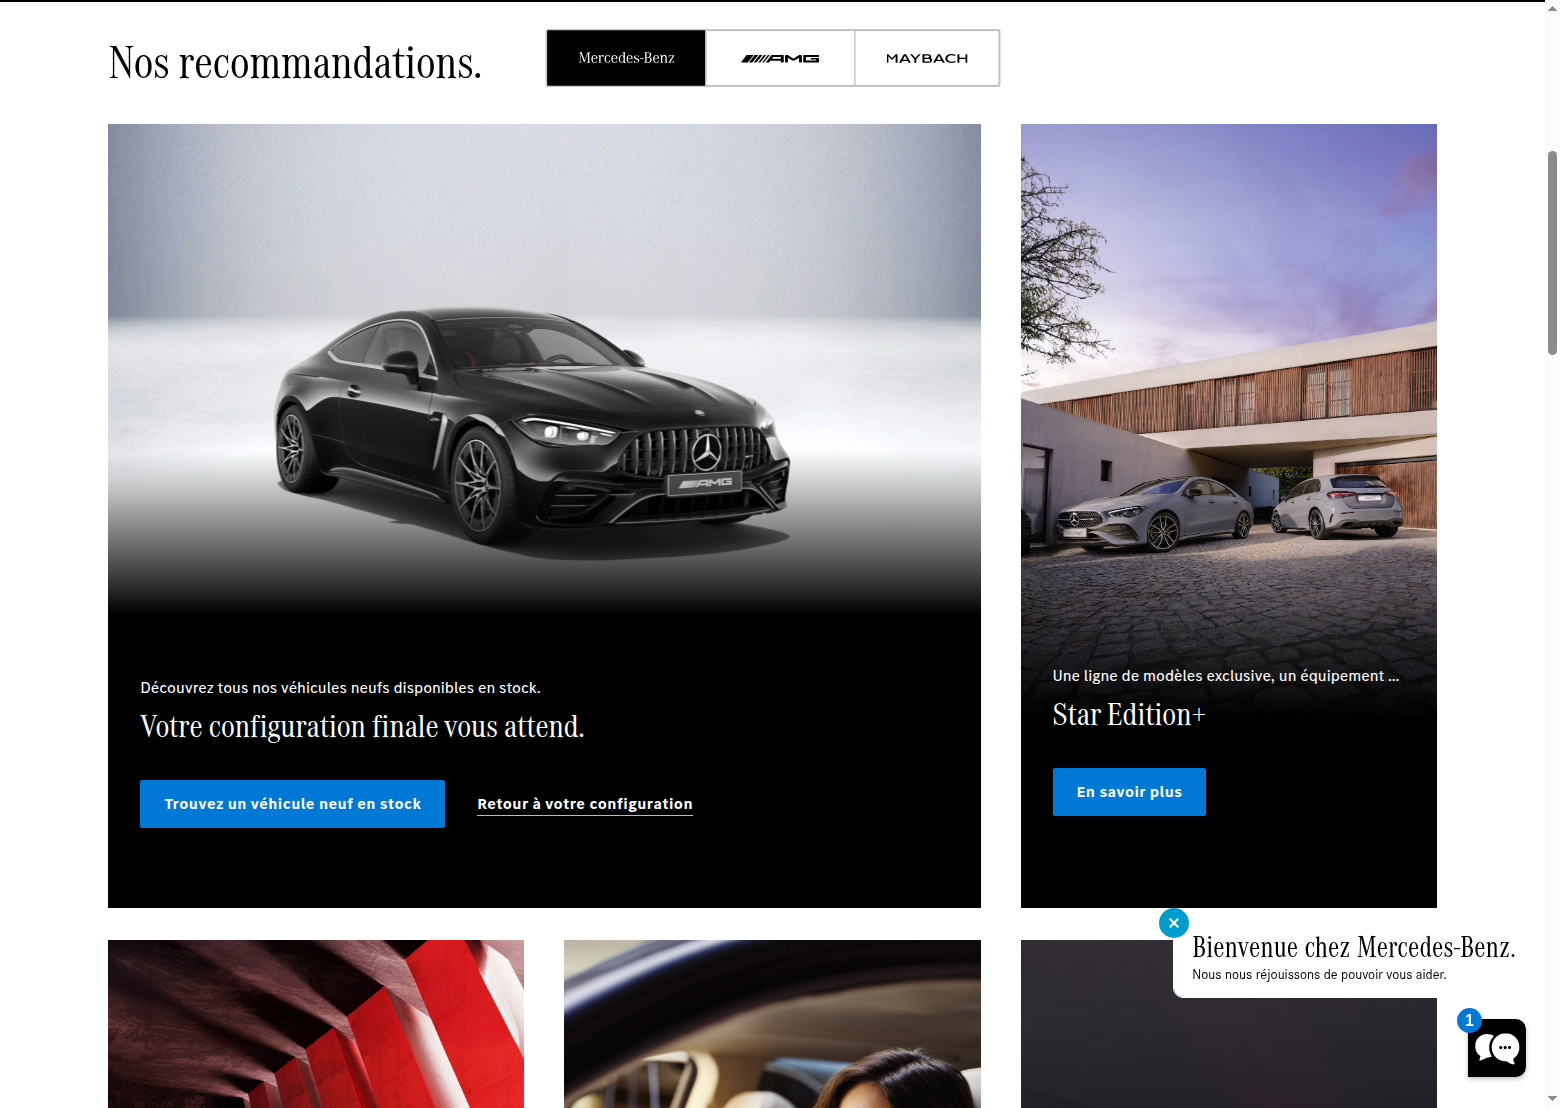 Nos recommandations.
Mercedes-Benz
AMG
MAYBACH
AMG
Découvrez tous nos véhicules neufs disponibles en stock.
Votre configuration finale vous attend.
Trouvez un véhicule neuf en stock
Retour à votre configuration
Une ligne de modèles exclusive, un équipement ...
Star Edition+
En savoir plus
Bienvenue chez Mercedes-Benz.
Nous nous réjouissons de pouvoir vous aider.
1